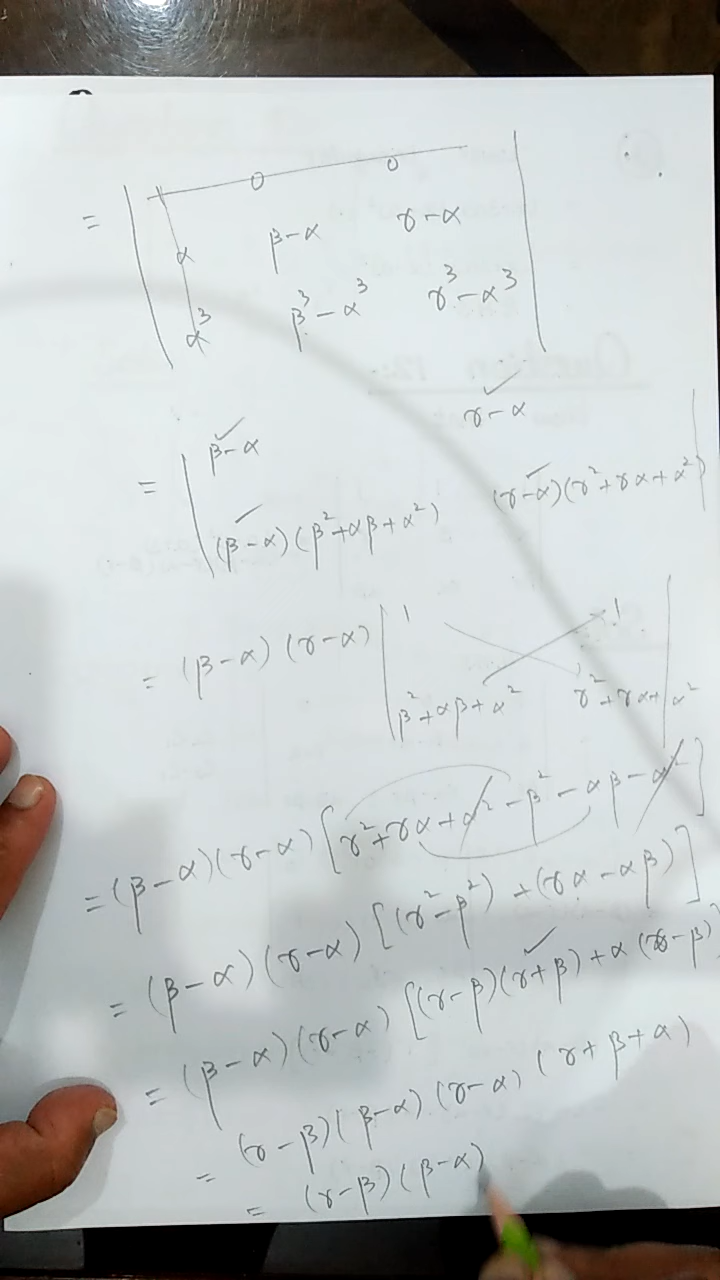 = | 1 0 0 |
| α β-α γ-α |
| α³ β³-α³ γ³-α³ |
= | β-α γ-α |
| (β-α)(β²+αβ+α²) (γ-α)(γ²+γα+α²) |
= (β-α)(γ-α) | 1 1 |
| β²+αβ+α² γ²+γα+α² |
= (β-α)(γ-α) [γ²+γα+α²-β²-αβ-α²]
= (β-α)(γ-α) [(γ²-β²)+(γα-αβ)]
= (β-α)(γ-α) [(γ-β)(γ+β)+α(γ-β)]
= (γ-β)(β-α)(γ-α)(γ+β+α)
= (γ-β)(β-α)